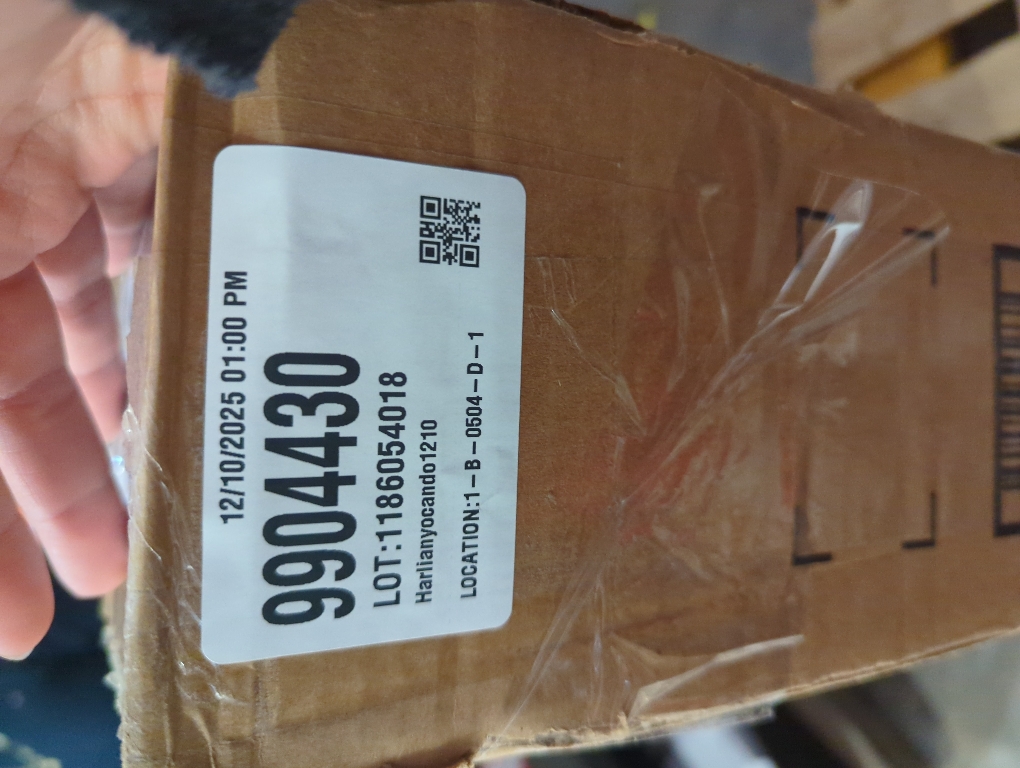 12/10/2025 01:00 PM
9904430
LOT:1186054018
Harlianyocando1210
LOCATION:1-B-0504-D-1